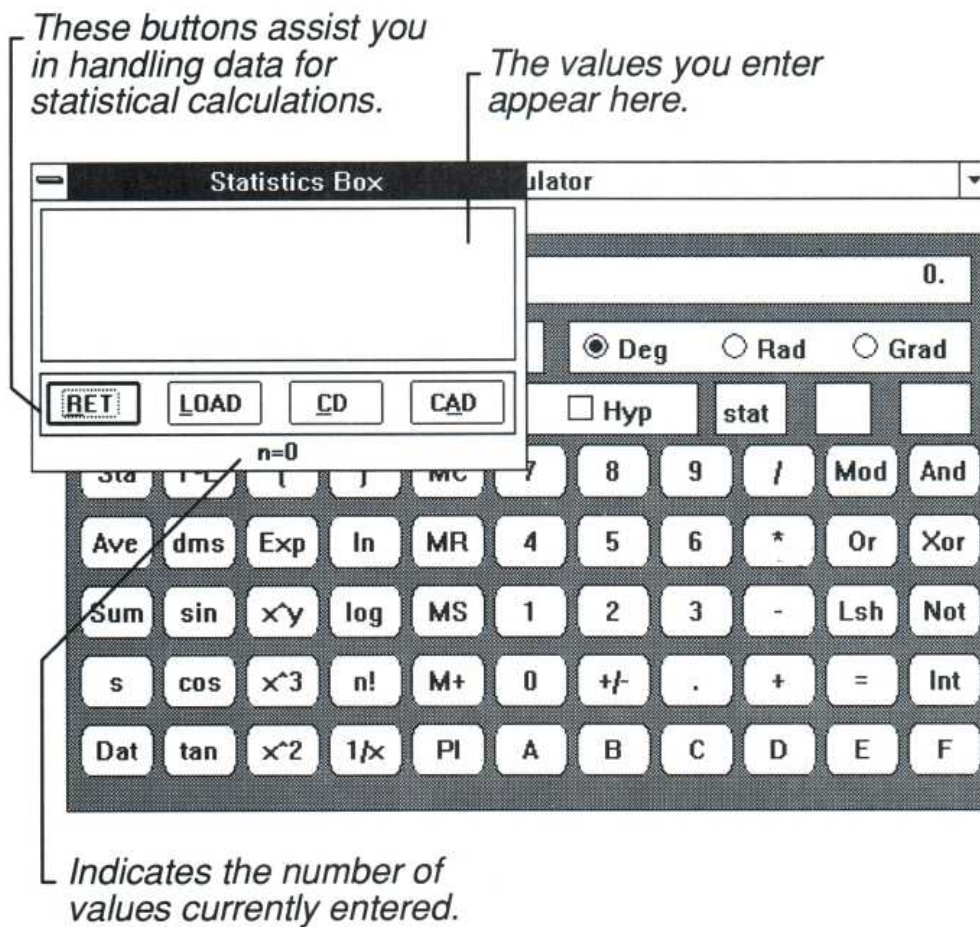 These buttons assist you
in handling data for
statistical calculations.
The values you enter
appear here.
Statistics Box
ulator
0.
Deg Rad Grad
RET LOAD CD CAD
Hyp stat
n=0
Sta F-E ( ) MC 7 8 9 / Mod And
Ave dms Exp ln MR 4 5 6 * Or Xor
Sum sin x^y log MS 1 2 3 - Lsh Not
s cos x^3 n! M+ 0 +/- . + = Int
Dat tan x^2 1/x PI A B C D E F
Indicates the number of
values currently entered.